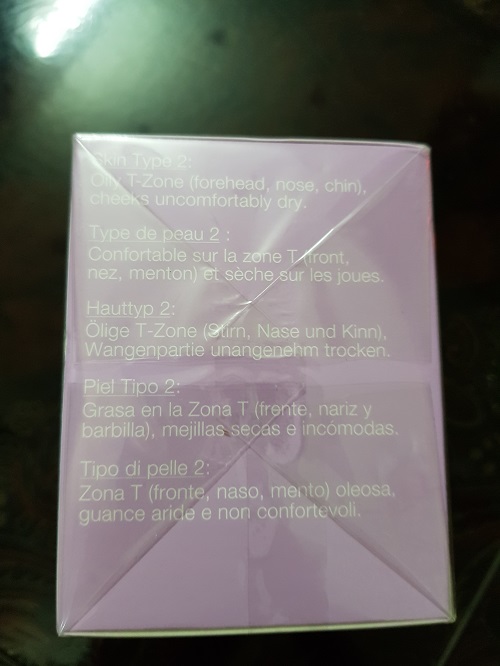 Skin Type 2:
Oily T-Zone (forehead, nose, chin),
cheeks uncomfortably dry.
Type de peau 2 :
Confortable sur la zone T (front,
nez, menton) et sèche sur les joues.
Hauttyp 2:
Ölige T-Zone (Stirn, Nase und Kinn),
Wangenpartie unangenehm trocken.
Piel Tipo 2:
Grasa en la Zona T (frente, nariz y
barbilla), mejillas secas e incómodas.
Tipo di pelle 2:
Zona T (fronte, naso, mento) oleosa,
guance aride e non confortevoli.